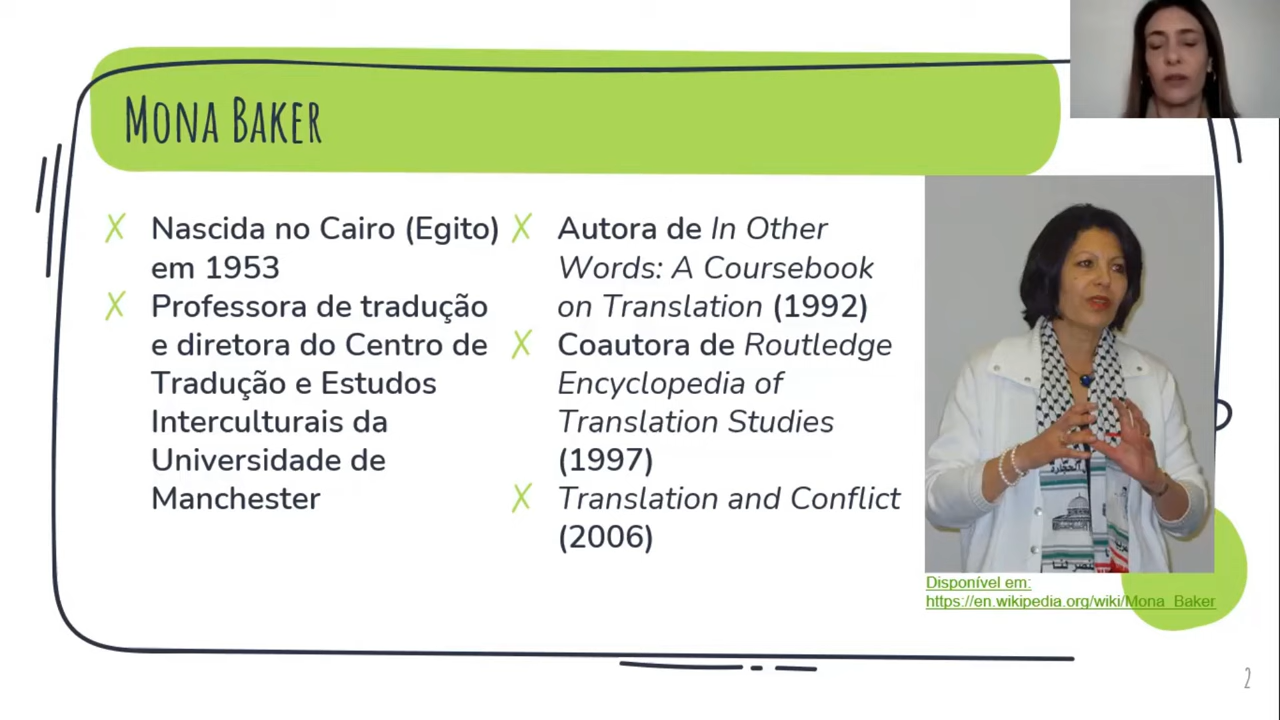 Mona Baker
Nascida no Cairo (Egito)
em 1953
Professora de tradução
e diretora do Centro de
Tradução e Estudos
Interculturais da
Universidade de
Manchester
Autora de In Other
Words: A Coursebook
on Translation (1992)
Coautora de Routledge
Encyclopedia of
Translation Studies
(1997)
Translation and Conflict
(2006)
Disponível em:
https://en.wikipedia.org/wiki/Mona_Baker
2